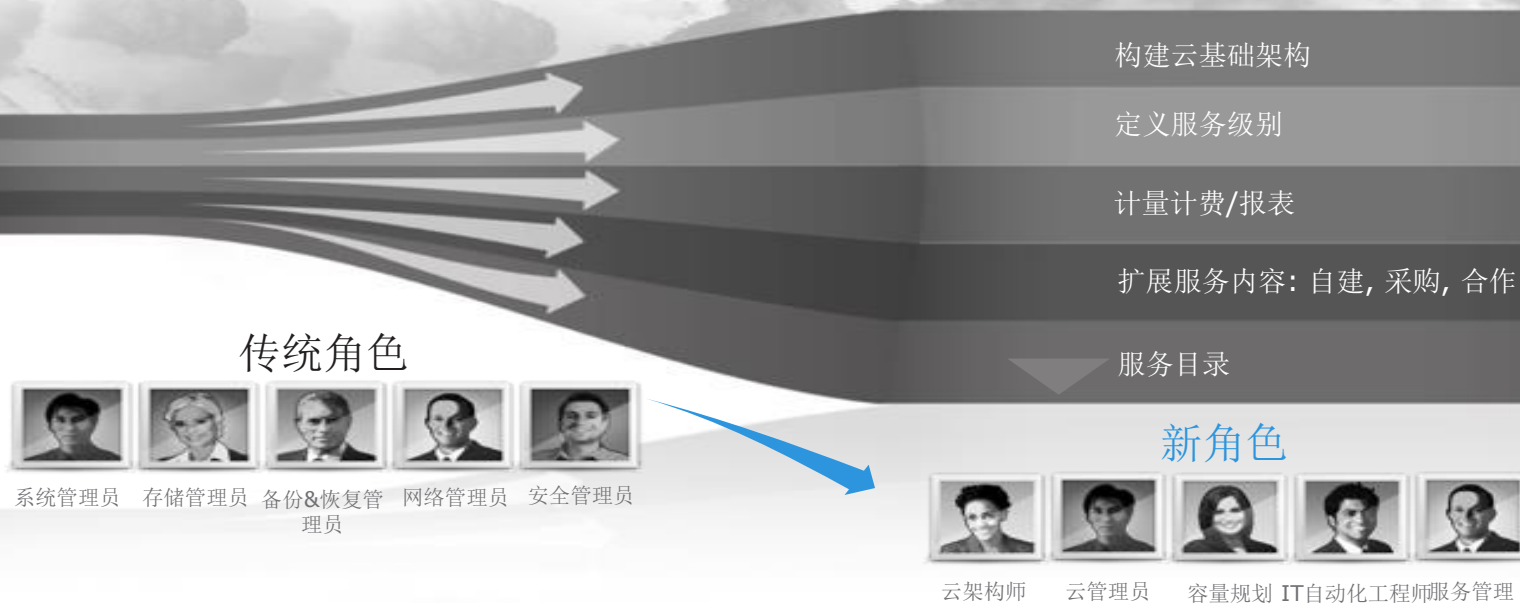 构建云基础架构
定义服务级别
计量计费/报表
扩展服务内容: 自建, 采购, 合作
服务目录
传统角色
系统管理员
存储管理员
备份&恢复管
理员
网络管理员
安全管理员
新角色
云架构师
云管理员
容量规划
IT自动化工程师
服务管理